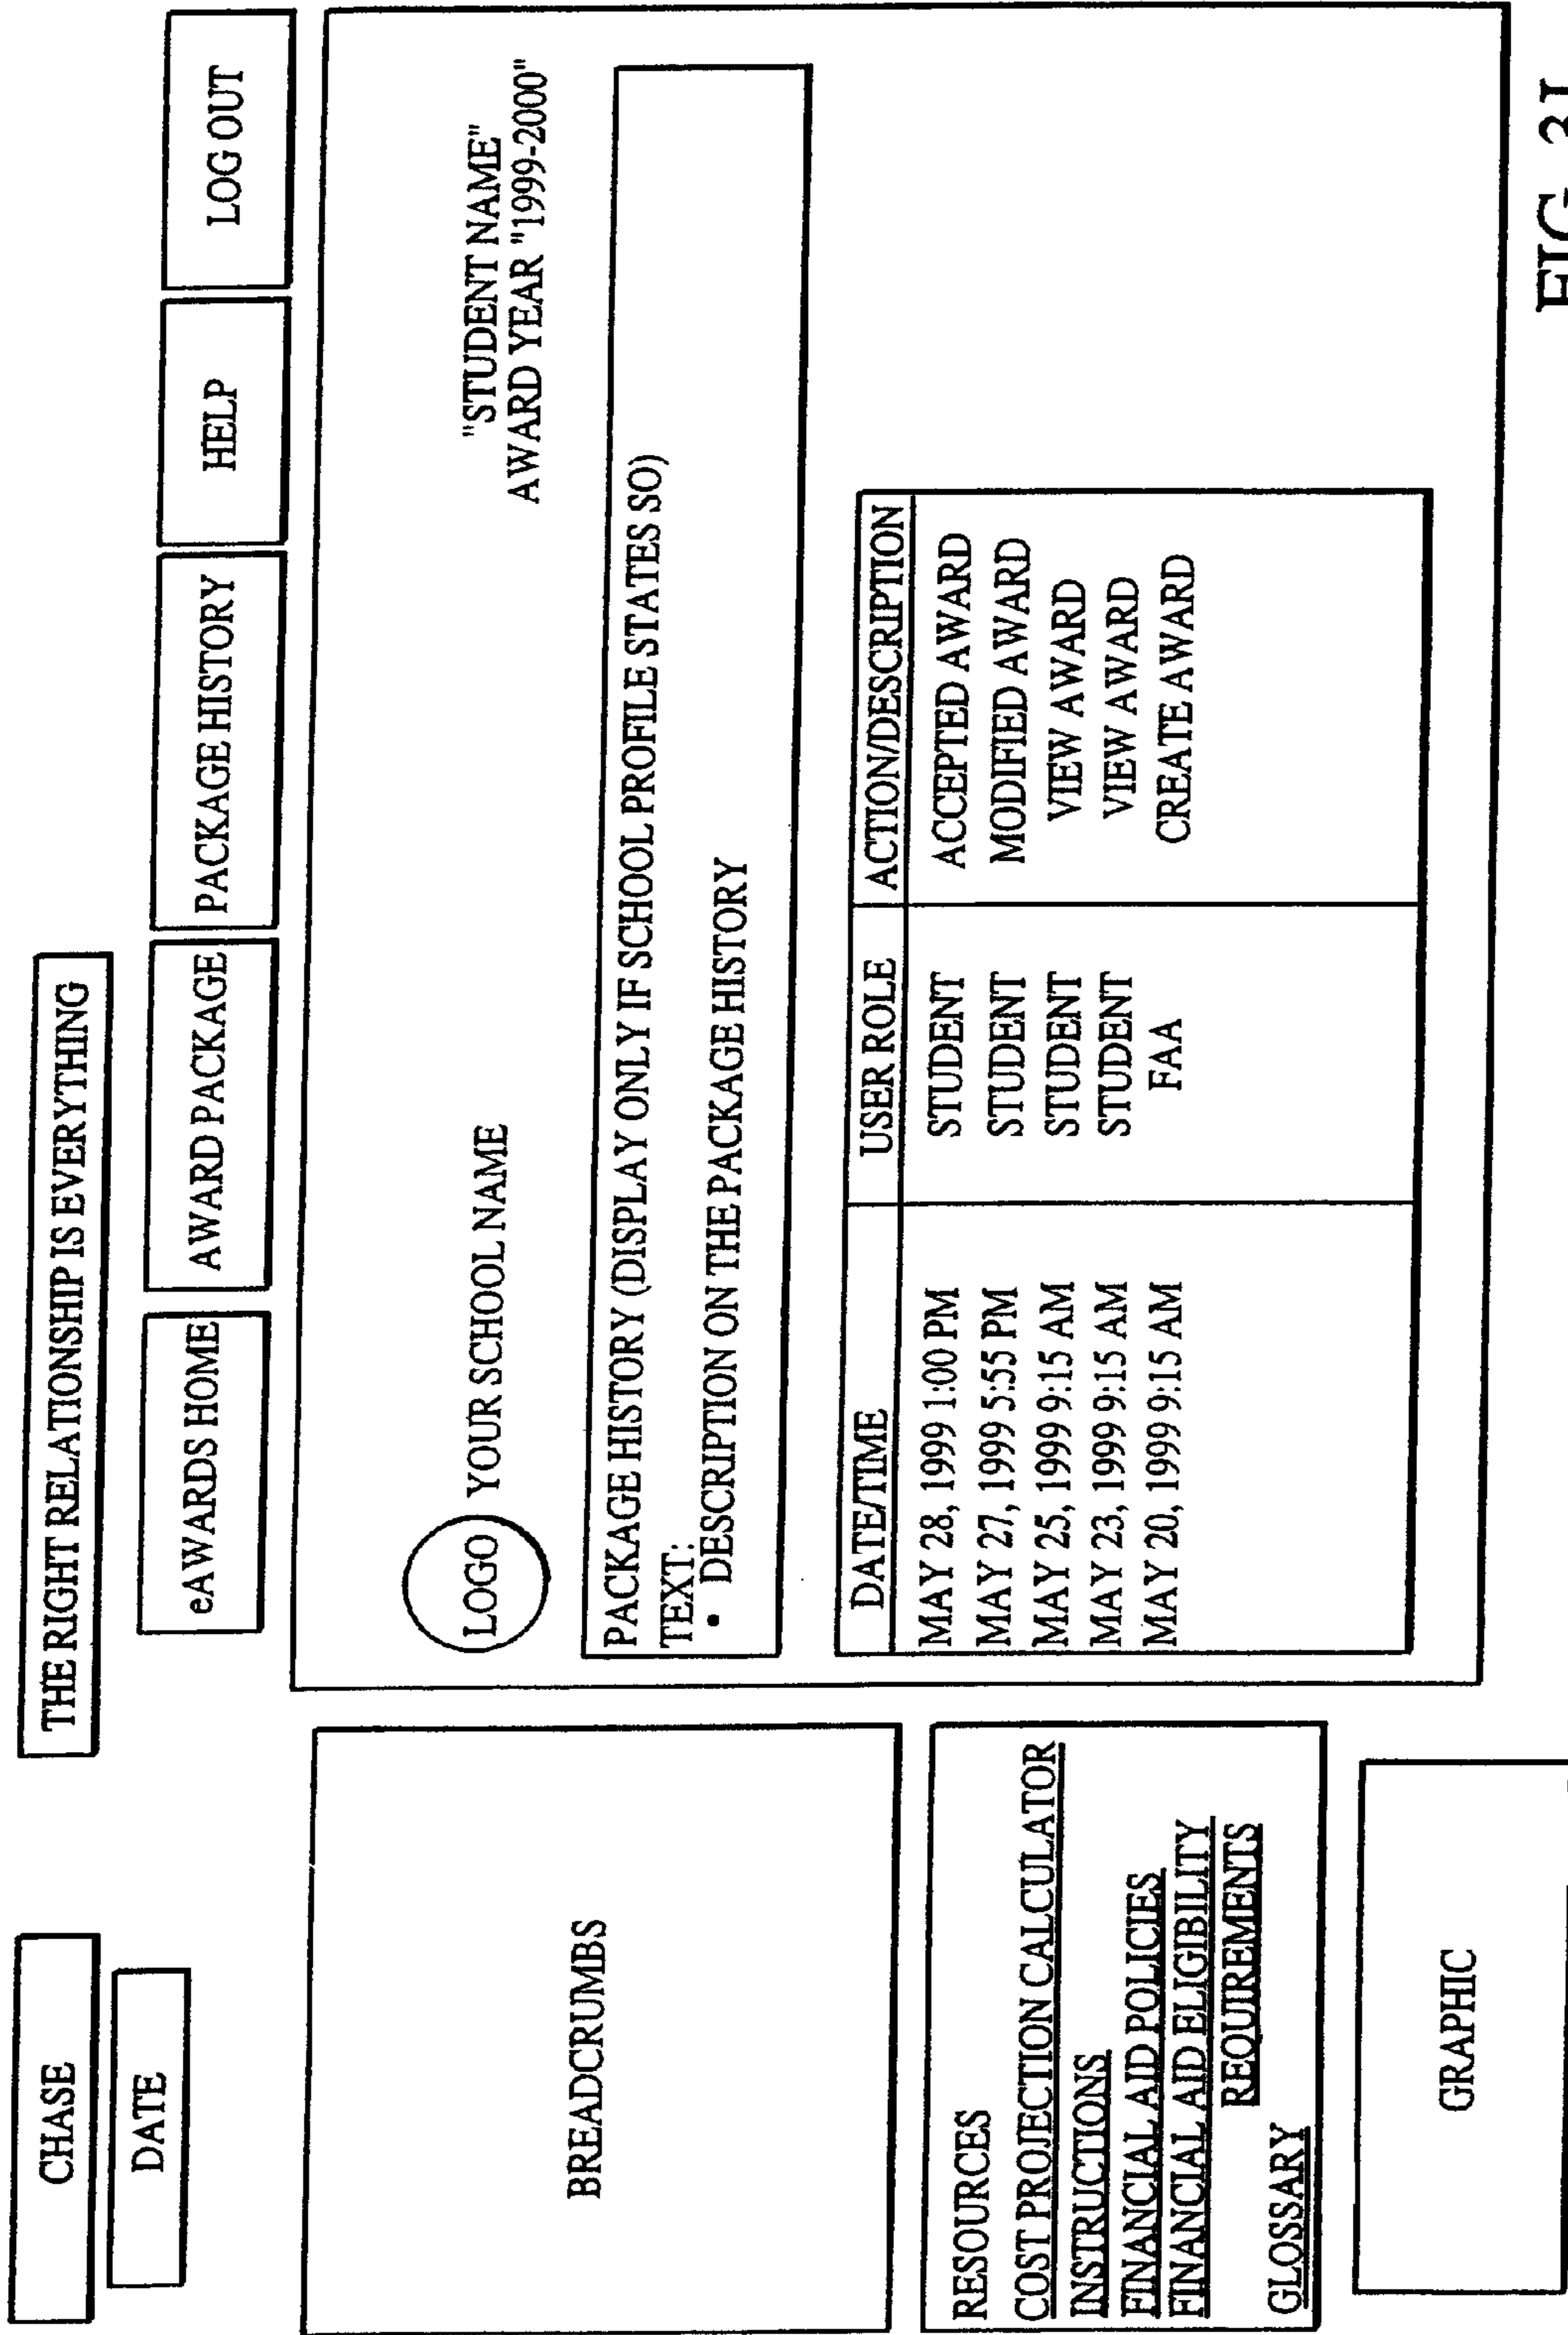 CHASE
THE RIGHT RELATIONSHIP IS EVERYTHING
DATE
eAWARDS HOME
AWARD PACKAGE
PACKAGE HISTORY
HELP
LOG OUT
BREADCRUMBS
RESOURCES
COST PROJECTION CALCULATOR
INSTRUCTIONS
FINANCIAL AID POLICIES
FINANCIAL AID ELIGIBILITY
REQUIREMENTS
GLOSSARY
GRAPHIC
LOGO YOUR SCHOOL NAME
"STUDENT NAME"
AWARD YEAR "1999-2000"
PACKAGE HISTORY (DISPLAY ONLY IF SCHOOL PROFILE STATES SO)
TEXT:
• DESCRIPTION ON THE PACKAGE HISTORY
DATE/TIME USER ROLE ACTION/DESCRIPTION
MAY 28, 1999 1:00 PM STUDENT ACCEPTED AWARD
MAY 27, 1999 5:55 PM STUDENT MODIFIED AWARD
MAY 25, 1999 9:15 AM STUDENT VIEW AWARD
MAY 23, 1999 9:15 AM STUDENT VIEW AWARD
MAY 20, 1999 9:15 AM FAA CREATE AWARD
FIG.